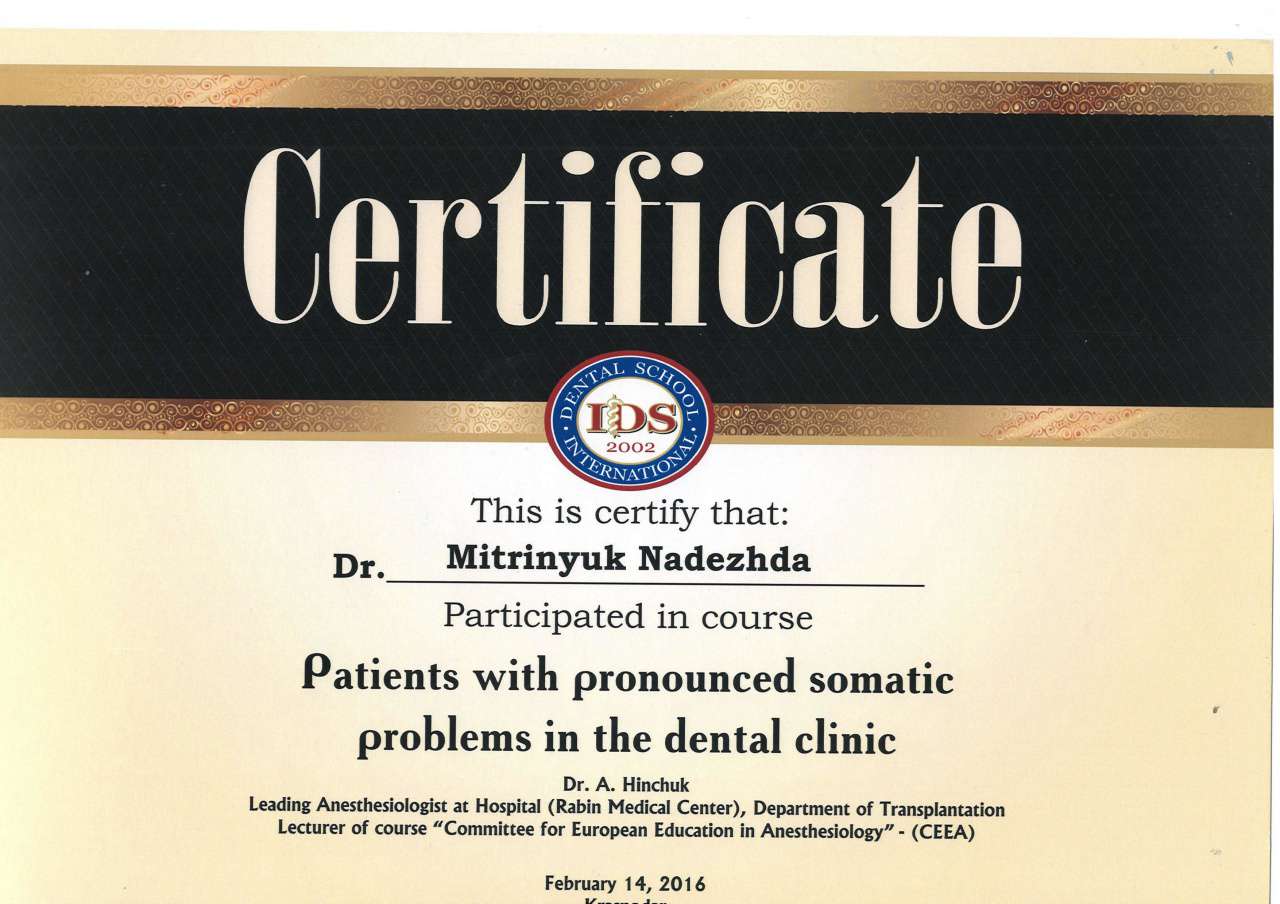 Certificate
DENTAL SCHOOL
IDS
2002
INTERNATIONAL
This is certify that:
Dr. Mitrinyuk Nadezhda
Participated in course
Patients with pronounced somatic
problems in the dental clinic
Dr. A. Hinchuk
Leading Anesthesiologist at Hospital (Rabin Medical Center), Department of Transplantation
Lecturer of course “Committee for European Education in Anesthesiology” - (CEEA)
February 14, 2016